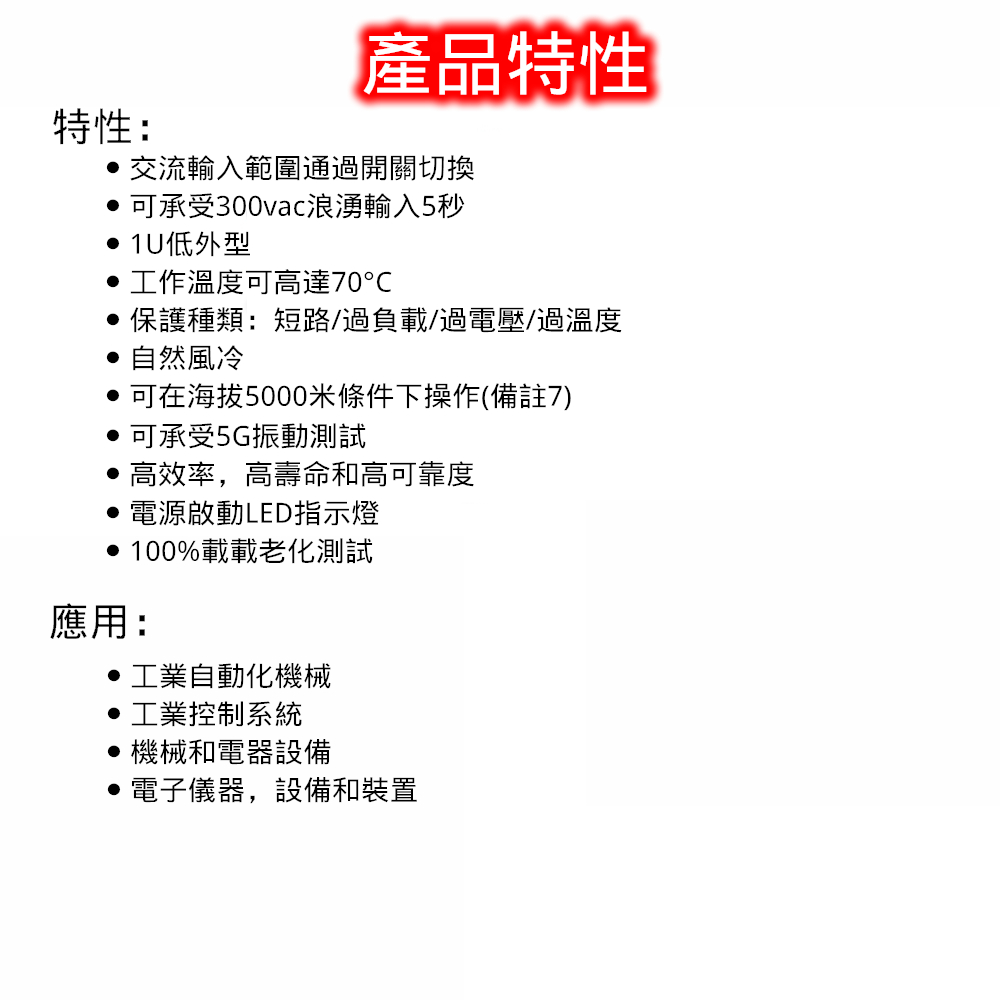 產品特性
特性：
• 交流輸入範圍通過開關切換
• 可承受300vac浪湧輸入5秒
• 1U低外型
• 工作溫度可高達70°C
• 保護種類：短路/過負載/過電壓/過溫度
• 自然風冷
• 可在海拔5000米條件下操作(備註7)
• 可承受5G振動測試
• 高效率，高壽命和高可靠度
• 電源啟動LED指示燈
• 100%載載老化測試
應用：
• 工業自動化機械
• 工業控制系統
• 機械和電器設備
• 電子儀器，設備和裝置